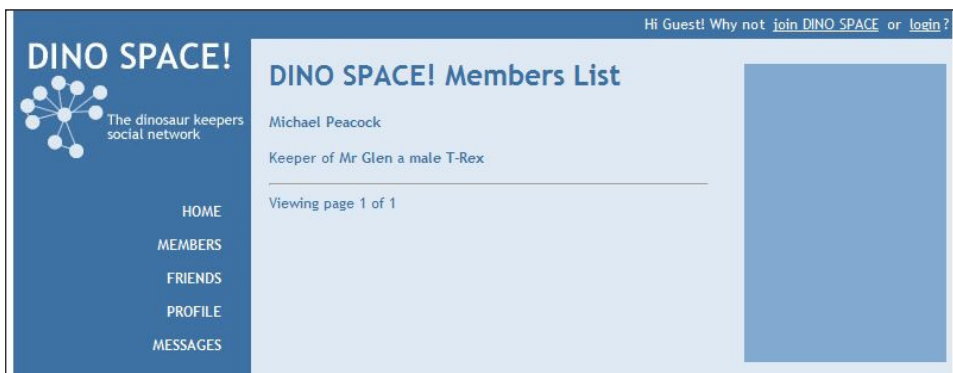 Hi Guest! Why not join DINO SPACE or login?
DINO SPACE!
The dinosaur keepers
social network
HOME
MEMBERS
FRIENDS
PROFILE
MESSAGES
DINO SPACE! Members List
Michael Peacock
Keeper of Mr Glen a male T-Rex
Viewing page 1 of 1